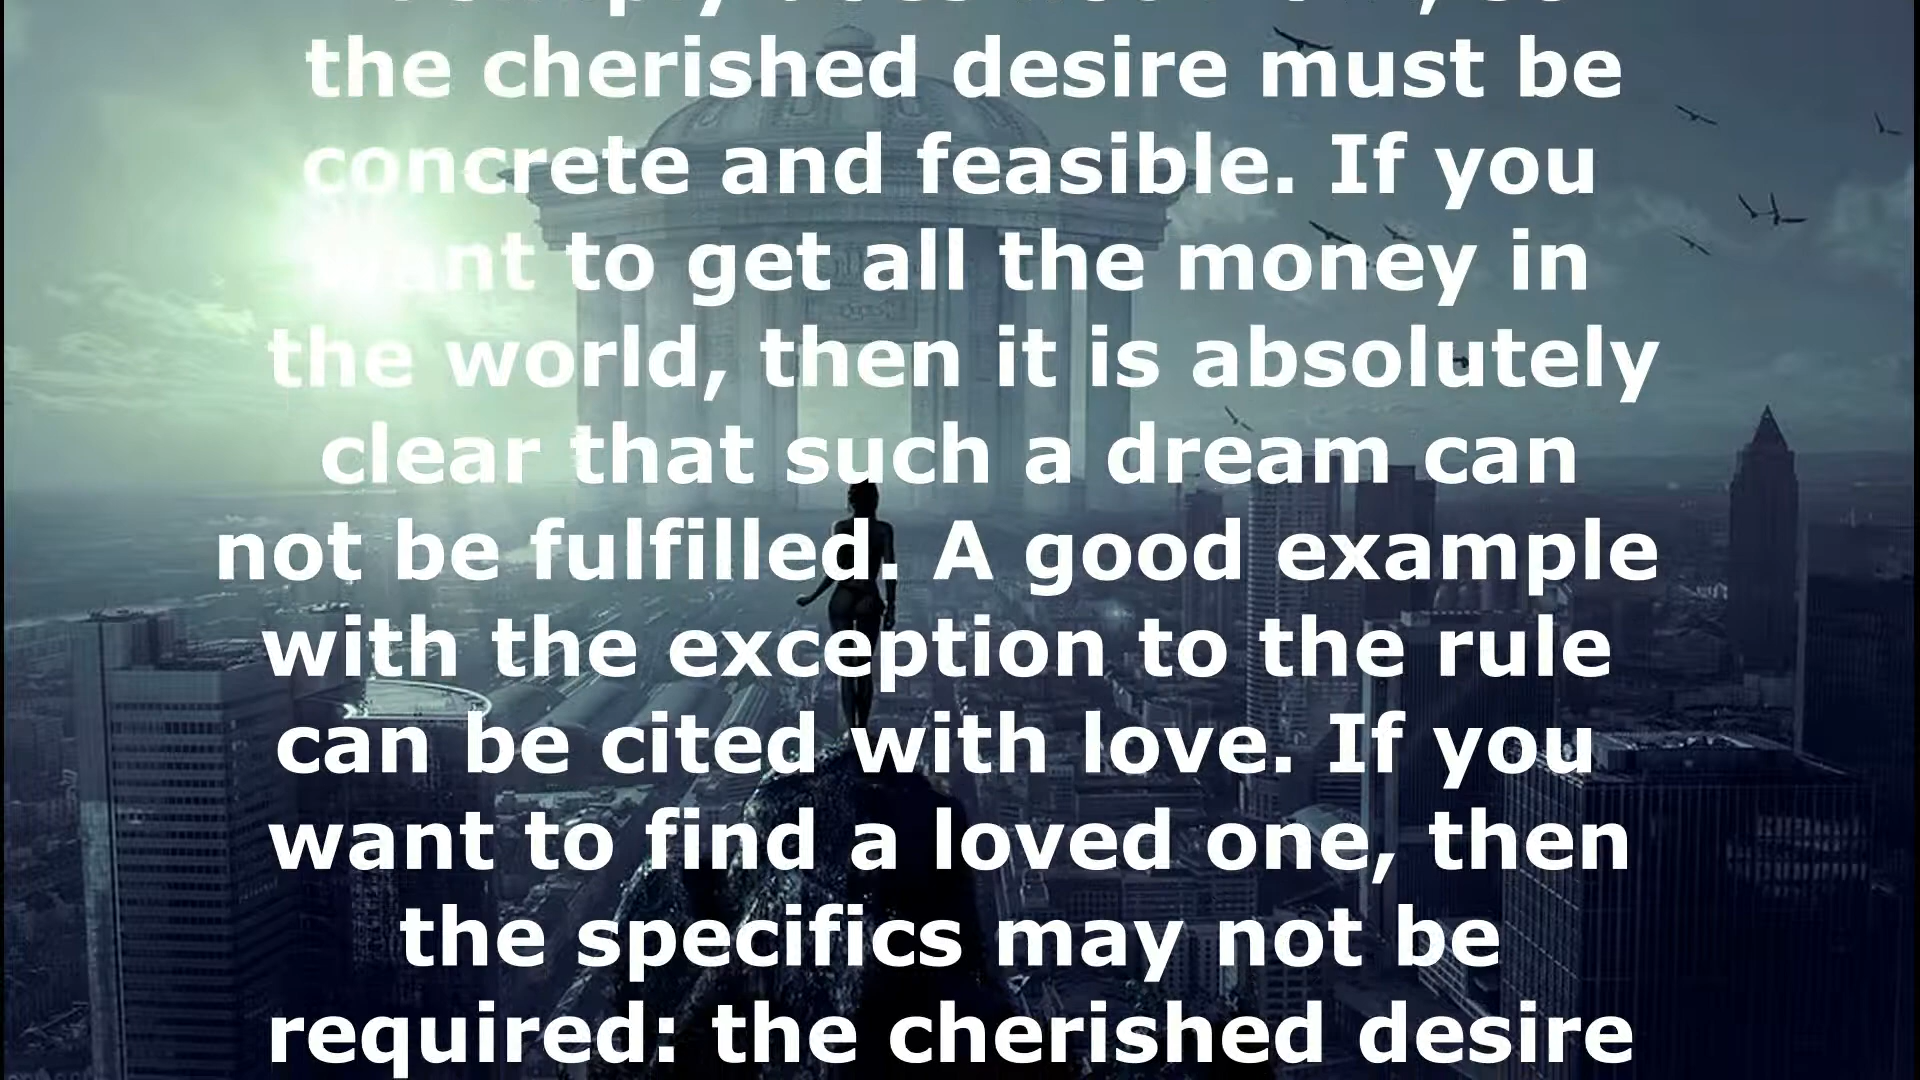 the cherished desire must be
concrete and feasible. If you
want to get all the money in
the world, then it is absolutely
clear that such a dream can
not be fulfilled. A good example
with the exception to the rule
can be cited with love. If you
want to find a loved one, then
the specifics may not be
required: the cherished desire